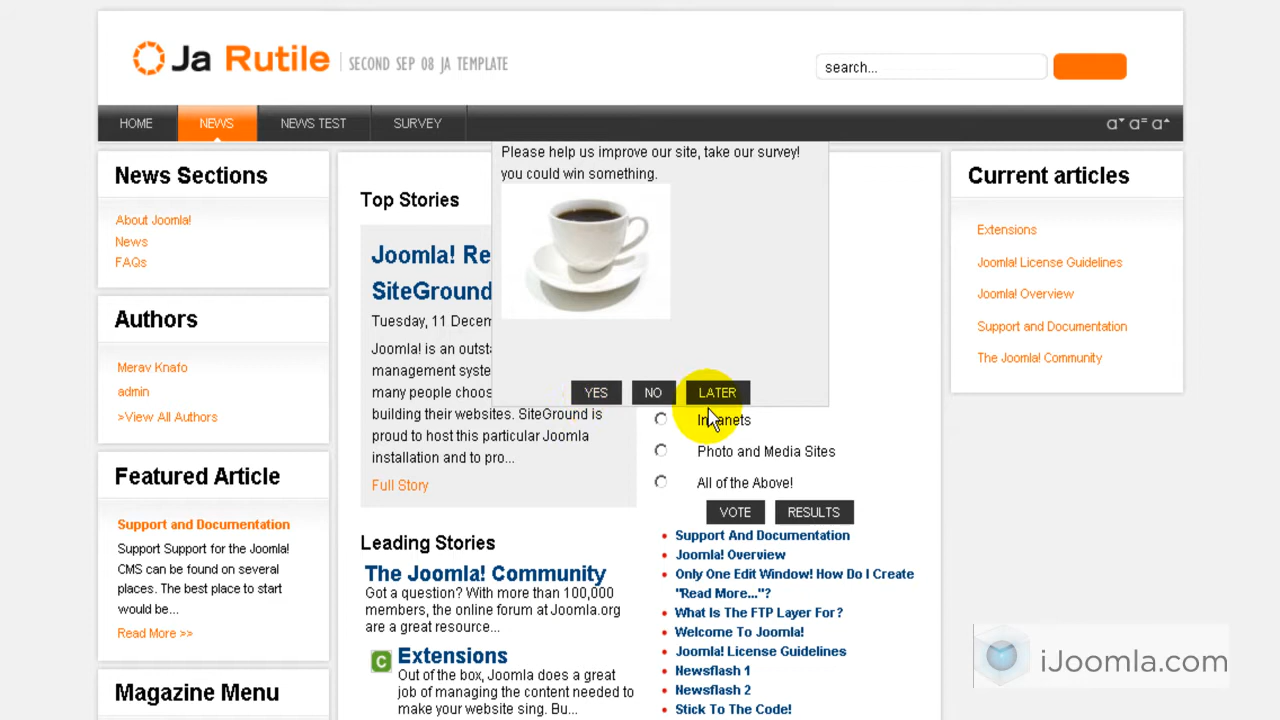 Ja Rutile
SECOND SEP 08 JA TEMPLATE
search...
HOME
NEWS
NEWS TEST
SURVEY
a
a
a
News Sections
About Joomla!
News
FAQs
Authors
Merav Knafo
admin
>View All Authors
Featured Article
Support and Documentation
Support Support for the Joomla!
CMS can be found on several
places. The best place to start
would be...
Read More >>
Magazine Menu
Please help us improve our site, take our survey!
you could win something.
YES
NO
LATER
Top Stories
Joomla! Re
SiteGround
Tuesday, 11 Decem
Joomla! is an outsta
management syste
many people choos
building their websites. SiteGround is
proud to host this particular Joomla
installation and to pro...
Full Story
Leading Stories
The Joomla! Community
Got a question? With more than 100,000
members, the online forum at Joomla.org
are a great resource...
C
Extensions
Out of the box, Joomla does a great
job of managing the content needed to
make your website sing. Bu...
Photo and Media Sites
All of the Above!
VOTE
RESULTS
Support And Documentation
Joomla! Overview
Only One Edit Window! How Do I Create
"Read More..."?
What Is The FTP Layer For?
Welcome To Joomla!
Joomla! License Guidelines
Newsflash 1
Newsflash 2
Stick To The Code!
Current articles
Extensions
Joomla! License Guidelines
Joomla! Overview
Support and Documentation
The Joomla! Community
iJoomla.com